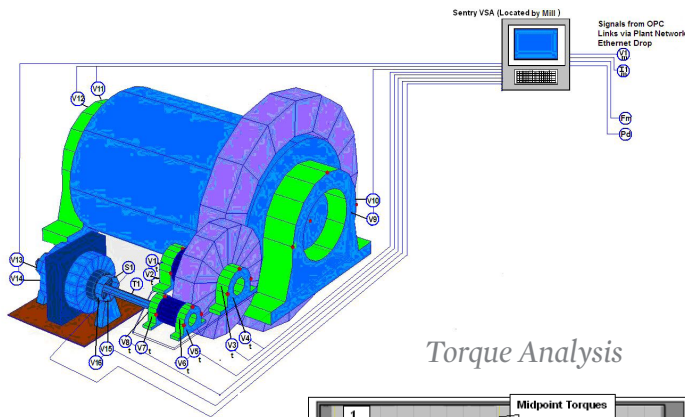 Sentry VSA (Located by Mill )
Signals from OPC
Links via Plant Network
Ethernet Drop
V12
V11
Fm
Pd
V10
V9
V13
V14
S1
T1
V1
t
V2
t
V15
V16
V8
t
V7
t
V6
t
V5
t
V3
t
V4
t
Torque Analysis
Midpoint Torques
1